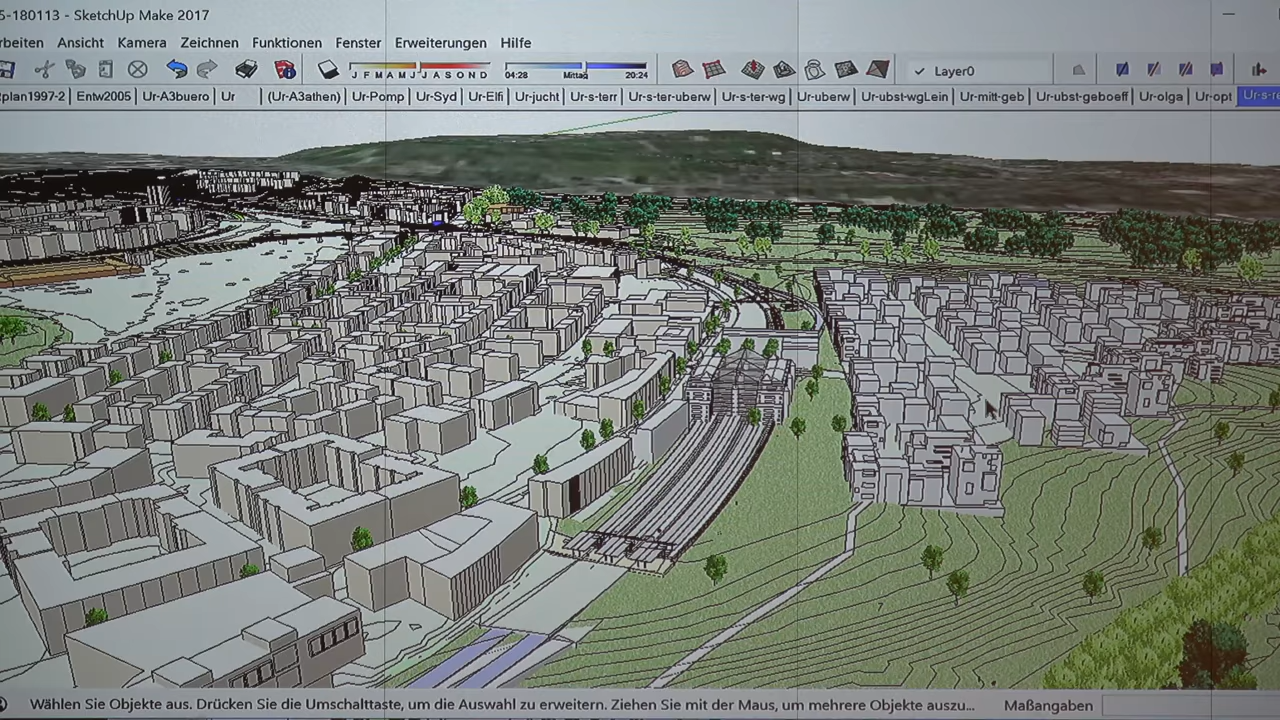 5-180113 - SketchUp Make 2017
rbeiten Ansicht Kamera Zeichnen Funktionen Fenster Erweiterungen Hilfe
J F M A M J J A S O N D 04:28 Mittag 20:24 Layer0
plan1997-2 Entw2005 Ur-A3buero Ur (Ur-A3athen) Ur-Pomp Ur-Syd Ur-Elfi Ur-jucht Ur-s-terr Ur-s-ter-uberw Ur-s-ter-wg Ur-uberw Ur-ubst-wgLein Ur-mitt-geb Ur-ubst-geboeff Ur-olga Ur-opt Ur-s-re
Wählen Sie Objekte aus. Drücken Sie die Umschalttaste, um die Auswahl zu erweitern. Ziehen Sie mit der Maus, um mehrere Objekte auszu... Maßangaben